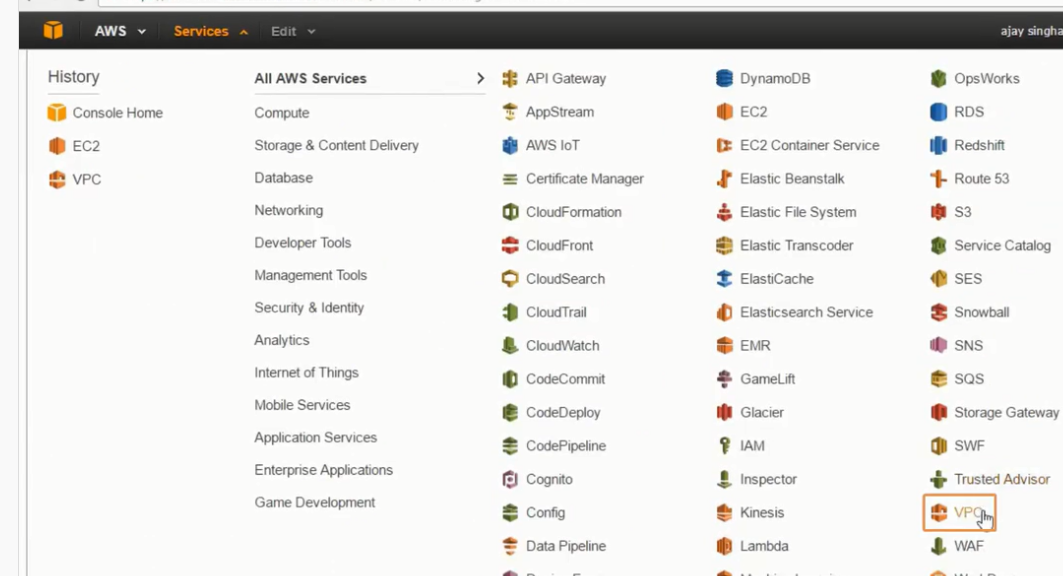 AWS Services Edit ajay singha
History
Console Home
EC2
VPC
All AWS Services
Compute
Storage & Content Delivery
Database
Networking
Developer Tools
Management Tools
Security & Identity
Analytics
Internet of Things
Mobile Services
Application Services
Enterprise Applications
Game Development
API Gateway
AppStream
AWS IoT
Certificate Manager
CloudFormation
CloudFront
CloudSearch
CloudTrail
CloudWatch
CodeCommit
CodeDeploy
CodePipeline
Cognito
Config
Data Pipeline
DynamoDB
EC2
EC2 Container Service
Elastic Beanstalk
Elastic File System
Elastic Transcoder
ElastiCache
Elasticsearch Service
EMR
GameLift
Glacier
IAM
Inspector
Kinesis
Lambda
OpsWorks
RDS
Redshift
Route 53
S3
Service Catalog
SES
Snowball
SNS
SQS
Storage Gateway
SWF
Trusted Advisor
VPC
WAF